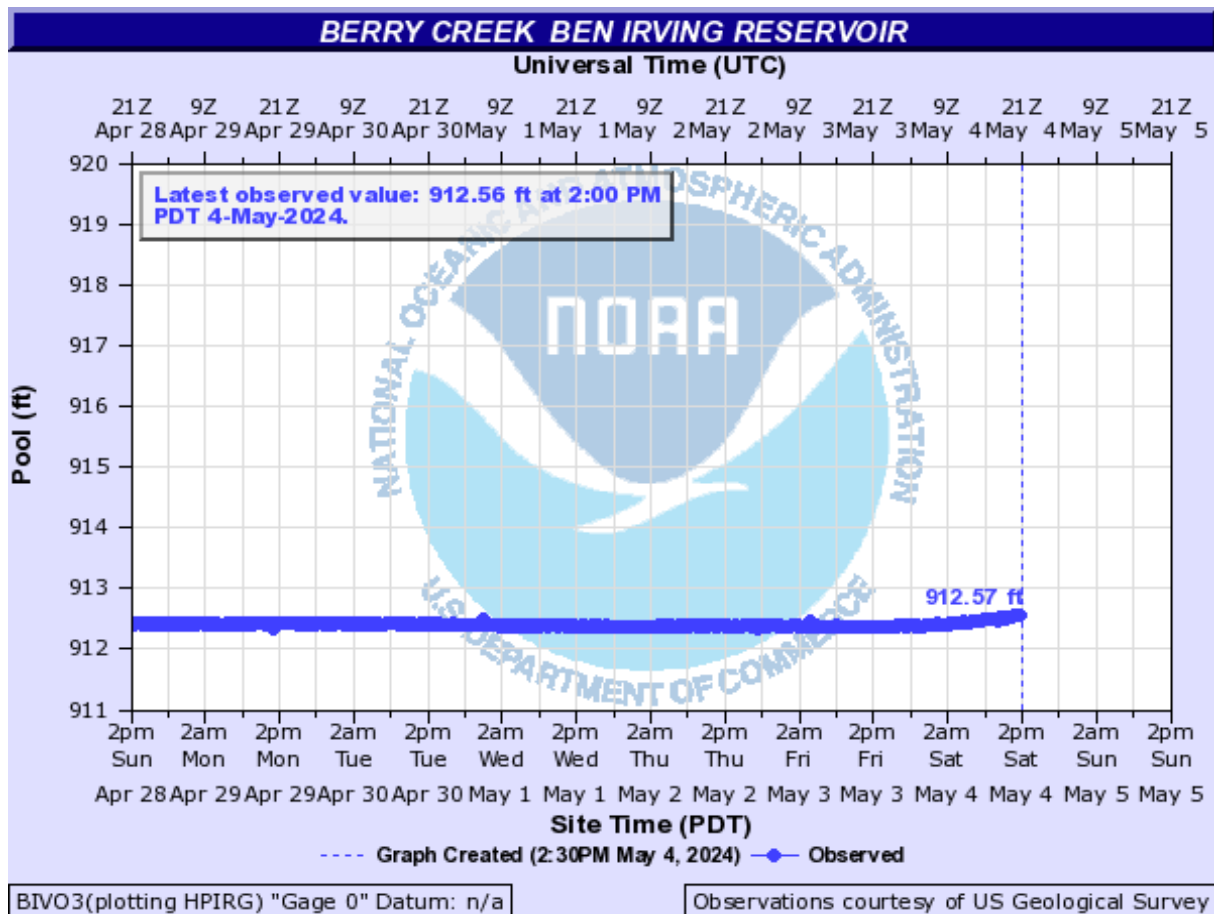 BERRY CREEK BEN IRVING RESERVOIR
Universal Time (UTC)
21Z 9Z 21Z 9Z 21Z 9Z 21Z 9Z 21Z 9Z 21Z 9Z 21Z 9Z 21Z
Apr 28 Apr 29 Apr 29 Apr 30 Apr 30 May 1 May 1 May 2 May 2 May 3 May 3 May 4 May 4 May 5 May 5
Latest observed value: 912.56 ft at 2:00 PM
PDT 4-May-2024.
NATIONAL OCEANIC AND ATMOSPHERIC ADMINISTRATION
NOAA
U.S. DEPARTMENT OF COMMERCE
Pool (ft)
920
919
918
917
916
915
914
913
912
911
912.57 ft
2pm 2am 2pm 2am 2pm 2am 2pm 2am 2pm 2am 2pm 2am 2pm 2am 2pm
Sun Mon Mon Tue Tue Wed Wed Thu Thu Fri Fri Sat Sat Sun Sun
Apr 28 Apr 29 Apr 29 Apr 30 Apr 30 May 1 May 1 May 2 May 2 May 3 May 3 May 4 May 4 May 5 May 5
Site Time (PDT)
Graph Created (2:30PM May 4, 2024) Observed
BIVO3(plotting HPIRG) "Gage 0" Datum: n/a
Observations courtesy of US Geological Survey